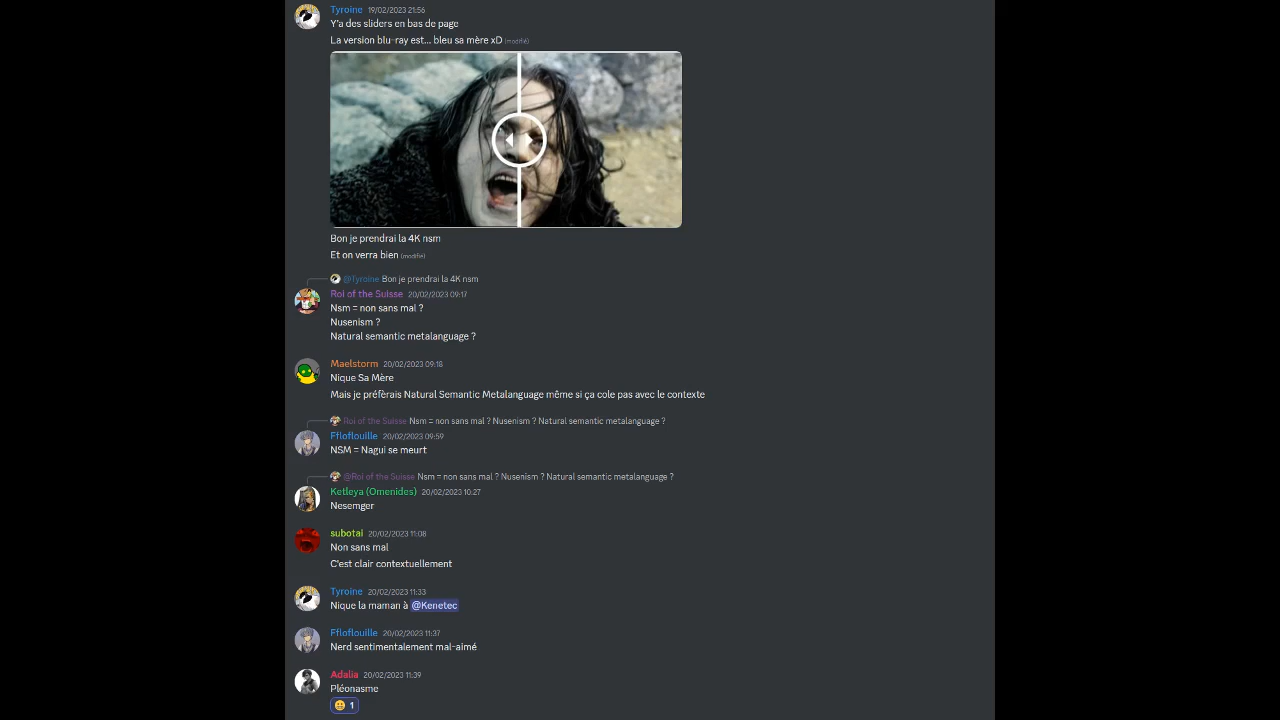 Tyroine 19/02/2023 21:56
Y'a des sliders en bas de page
La version blu-ray est... bleu sa mère xD (modifié)
Bon je prendrai la 4K nsm
Et on verra bien (modifié)
@Tyroine Bon je prendrai la 4K nsm
Roi of the Suisse 20/02/2023 09:17
Nsm = non sans mal ?
Nusenism ?
Natural semantic metalanguage ?
Maelstorm 20/02/2023 09:18
Nique Sa Mère
Mais je préfèrais Natural Semantic Metalanguage même si ça cole pas avec le contexte
Roi of the Suisse Nsm = non sans mal ? Nusenism ? Natural semantic metalanguage ?
Ffloflouille 20/02/2023 09:59
NSM = Nagui se meurt
@Roi of the Suisse Nsm = non sans mal ? Nusenism ? Natural semantic metalanguage ?
Ketleya (Omenides) 20/02/2023 10:27
Nesemger
subotai 20/02/2023 11:08
Non sans mal
C'est clair contextuellement
Tyroine 20/02/2023 11:33
Nique la maman à @Kenetec
Ffloflouille 20/02/2023 11:37
Nerd sentimentalement mal-aimé
Adalia 20/02/2023 11:39
Pléonasme
1